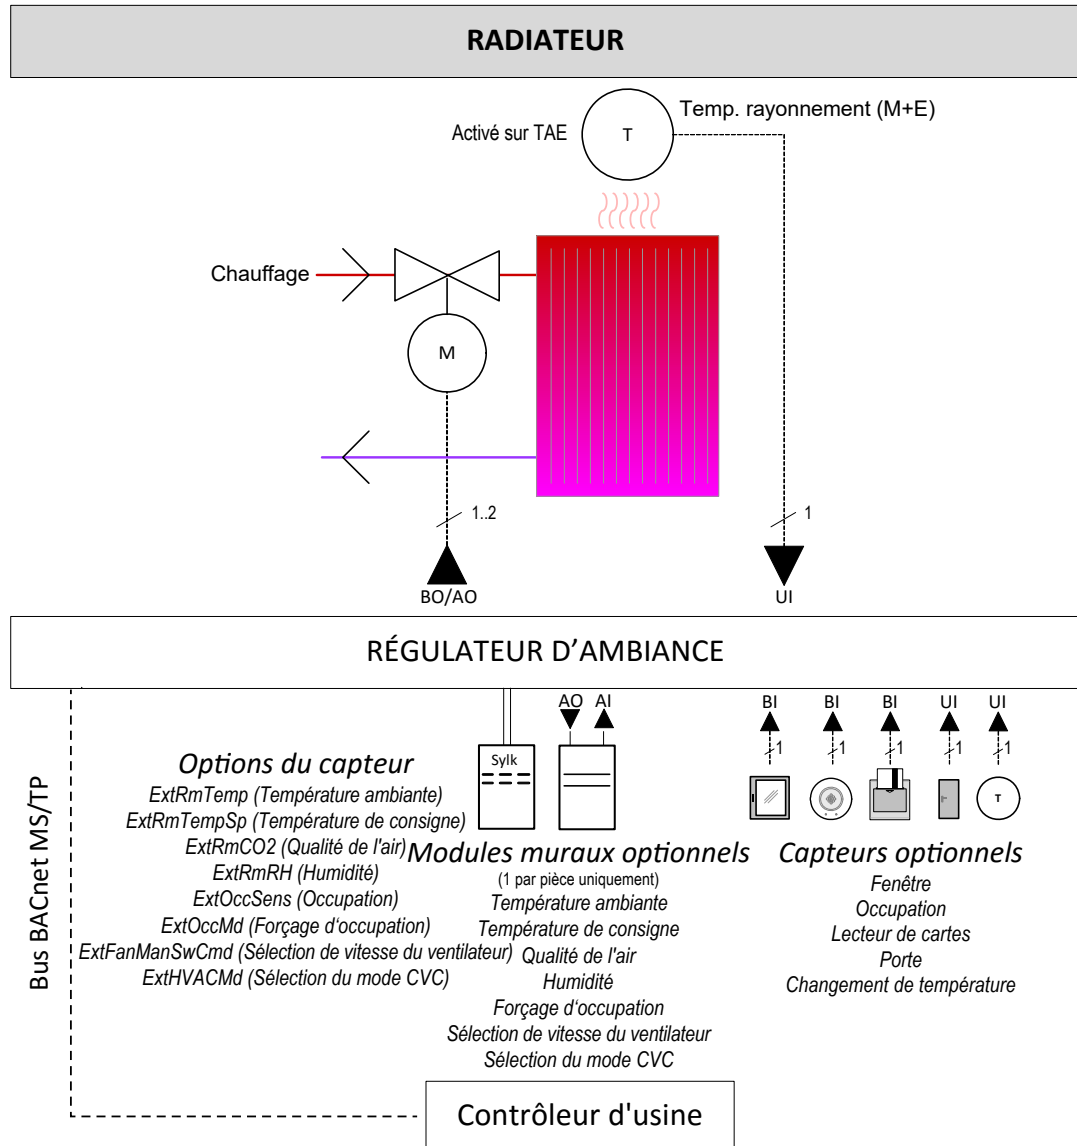 RADIATEUR
Temp. rayonnement (M+E)
Activé sur TAE
T
Chauffage
M
1..2
1
BO/AO
UI
RÉGULATEUR D’AMBIANCE
AO
AI
BI
BI
BI
UI
UI
1
1
1
1
1
Sylk
T
Bus BACnet MS/TP
Options du capteur
ExtRmTemp (Température ambiante)
ExtRmTempSp (Température de consigne)
ExtRmCO2 (Qualité de l'air)
ExtRmRH (Humidité)
ExtOccSens (Occupation)
ExtOccMd (Forçage d‘occupation)
ExtFanManSwCmd (Sélection de vitesse du ventilateur)
ExtHVACMd (Sélection du mode CVC)
Modules muraux optionnels
(1 par pièce uniquement)
Température ambiante
Température de consigne
Qualité de l'air
Humidité
Forçage d‘occupation
Sélection de vitesse du ventilateur
Sélection du mode CVC
Capteurs optionnels
Fenêtre
Occupation
Lecteur de cartes
Porte
Changement de température
Contrôleur d'usine